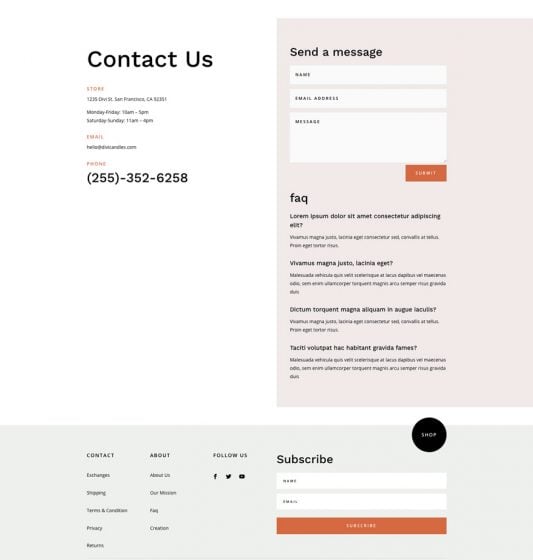 Contact Us
STORE
1235 Divi St. San Francisco, CA 92351
Monday-Friday: 10am – 5pm
Saturday-Sunday: 11am – 4pm
EMAIL
hello@divicandles.com
PHONE
(255)-352-6258
Send a message
NAME
EMAIL ADDRESS
MESSAGE
SUBMIT
faq
Lorem ipsum dolor sit amet consectetur adipiscing
elit?
Vivamus magna justo, lacinia eget consectetur sed, convallis at tellus.
Proin eget tortor risus.
Vivamus magna justo, lacinia eget?
Malesuada vehicula quis velit scelerisque at lacus dapibus vel maecenas
odio, sem enim ullamcorper torquent magnis arcu semper risus gravida
duis
Dictum torquent magna aliquam in augue iaculis?
Vivamus magna justo, lacinia eget consectetur sed, convallis at tellus.
Proin eget tortor risus.
Taciti volutpat hac habitant gravida fames?
Malesuada vehicula quis velit scelerisque at lacus dapibus vel maecenas
odio, sem enim ullamcorper torquent magnis arcu semper risus gravida
duis.
SHOP
CONTACT
Exchanges
Shipping
Terms & Condition
Privacy
Returns
ABOUT
About Us
Our Mission
Faq
Creation
FOLLOW US
Subscribe
NAME
EMAIL
SUBSCRIBE